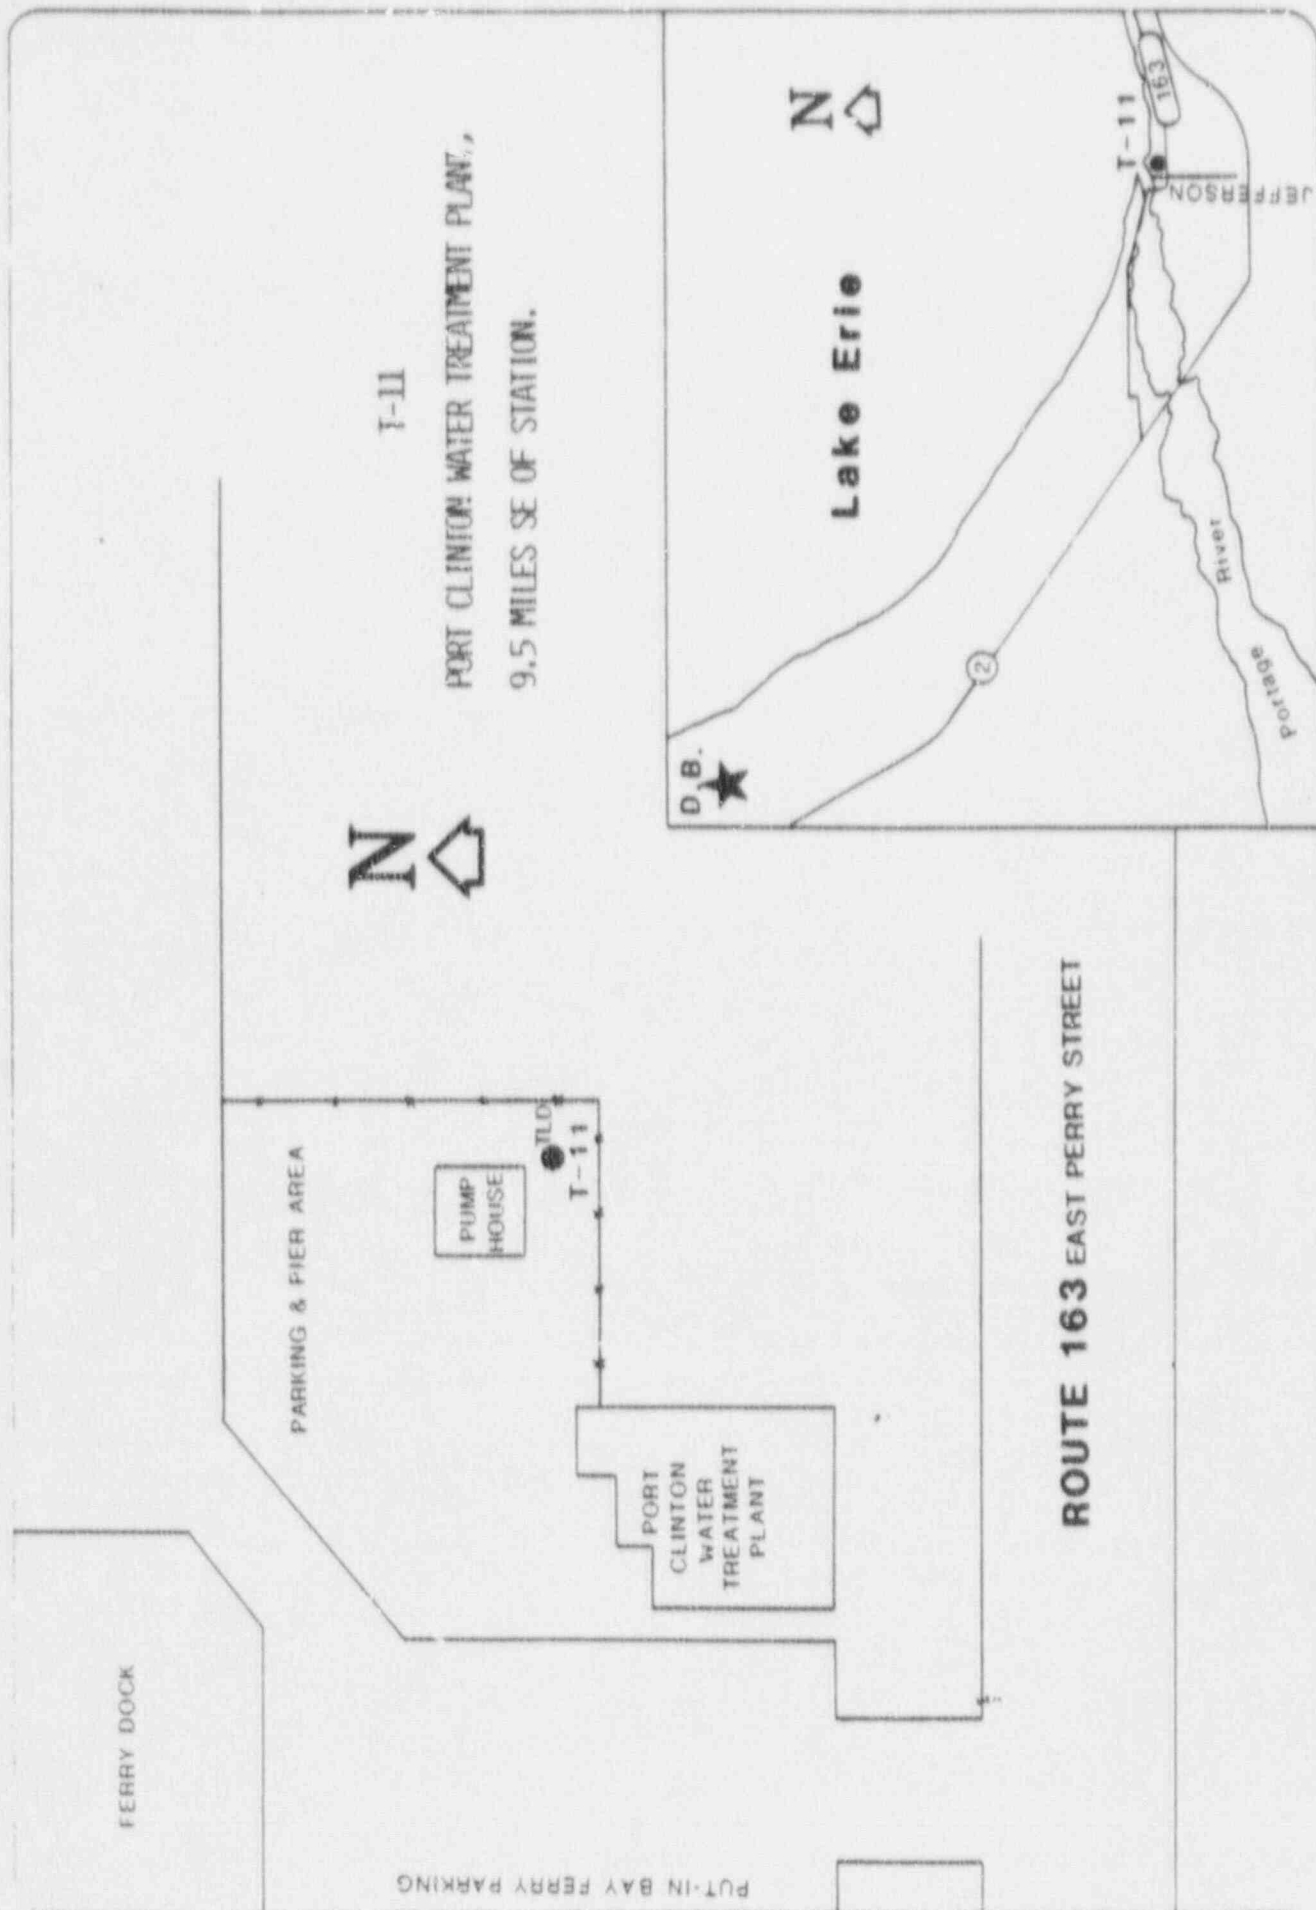 FERRY DOCK
PARKING & PIER AREA
N
T-11
PORT CLINTON WATER TREATMENT PLANT,
9.5 MILES SE OF STATION.
PUMP
HOUSE
TLD
T-11
PORT
CLINTON
WATER
TREATMENT
PLANT
PUT-IN BAY FERRY PARKING
ROUTE 163 EAST PERRY STREET
D.B.
N
Lake Erie
2
T-11
163
JEFFERSON
Portage
River